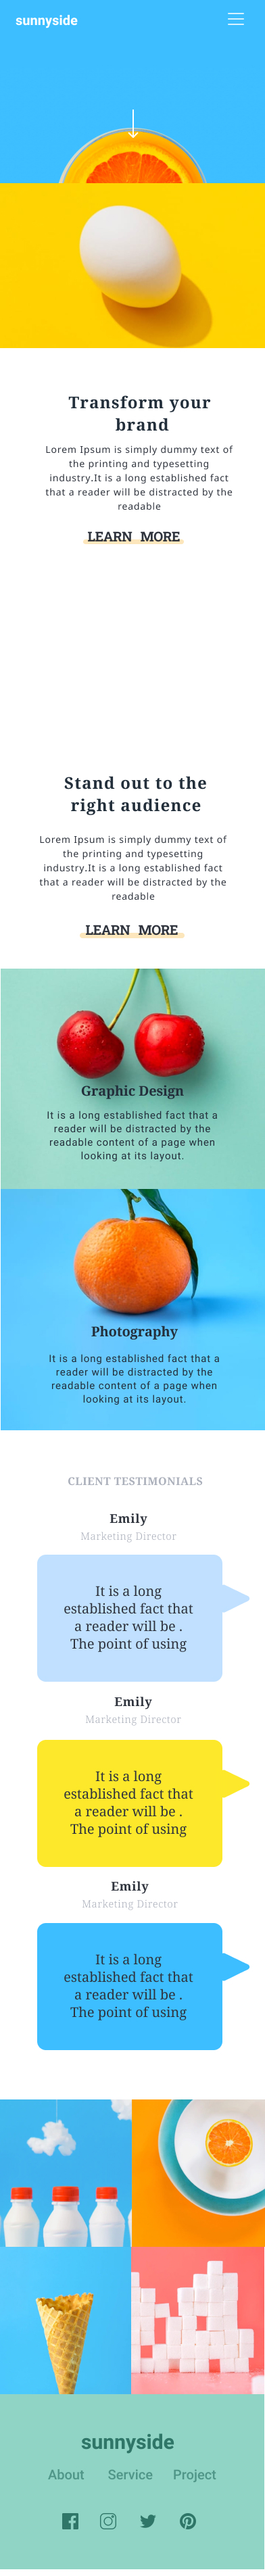 sunnyside
Transform your
brand
Lorem Ipsum is simply dummy text of
the printing and typesetting
industry.It is a long established fact
that a reader will be distracted by the
readable
LEARN MORE
Stand out to the
right audience
Lorem Ipsum is simply dummy text of
the printing and typesetting
industry.It is a long established fact
that a reader will be distracted by the
readable
LEARN MORE
Graphic Design
It is a long established fact that a
reader will be distracted by the
readable content of a page when
looking at its layout.
Photography
It is a long established fact that a
reader will be distracted by the
readable content of a page when
looking at its layout.
CLIENT TESTIMONIALS
Emily
Marketing Director
It is a long
established fact that
a reader will be .
The point of using
Emily
Marketing Director
It is a long
established fact that
a reader will be .
The point of using
Emily
Marketing Director
It is a long
established fact that
a reader will be .
The point of using
sunnyside
About Service Project